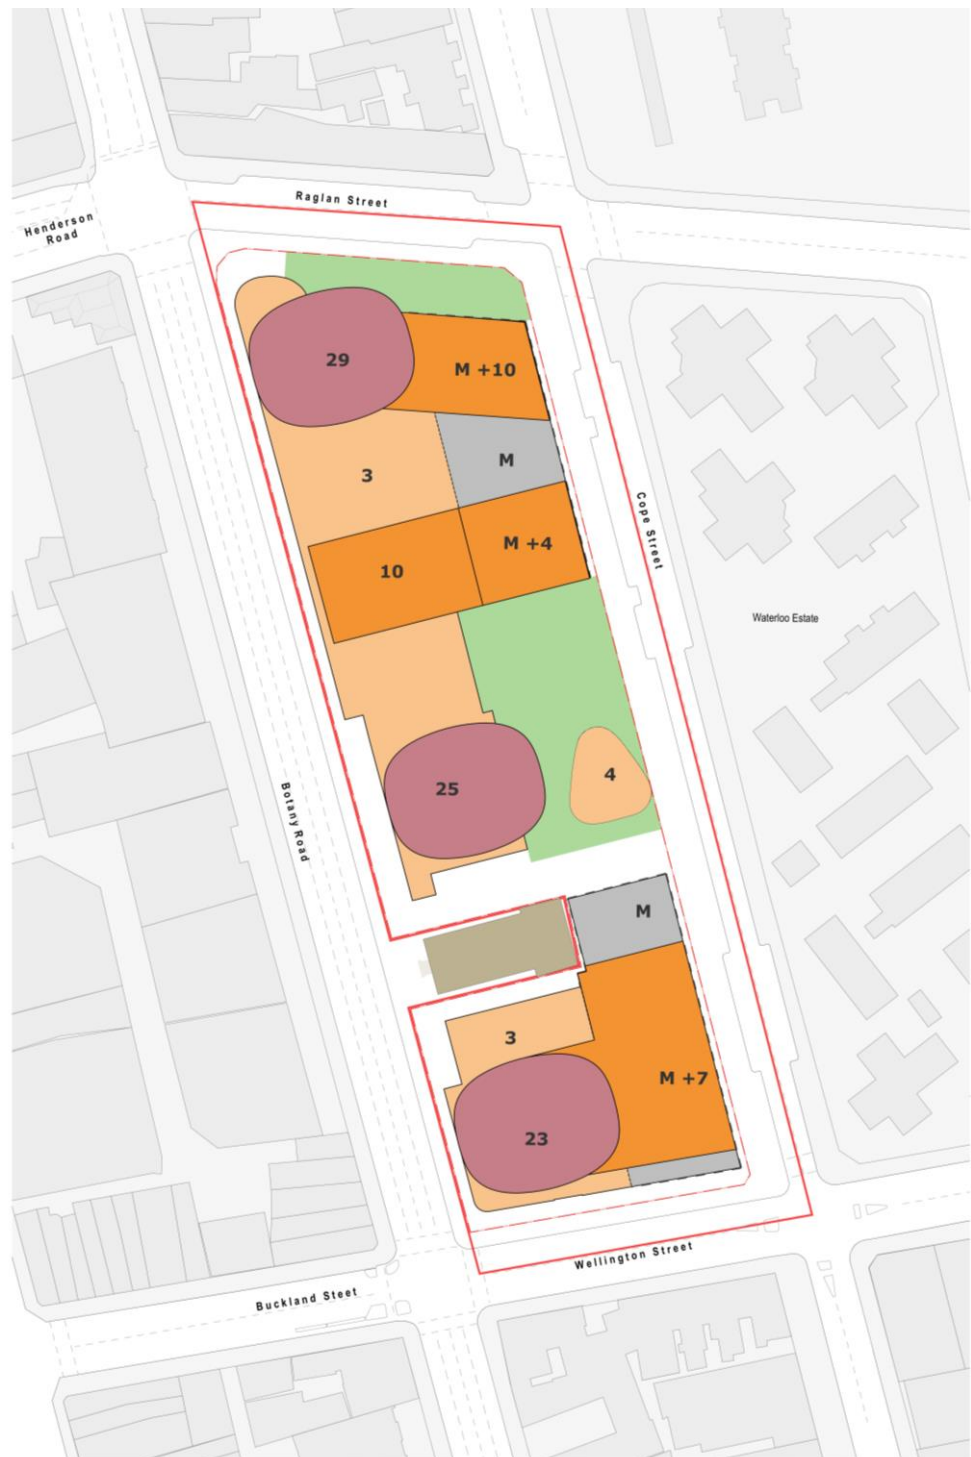 Raglan Street
Henderson
Road
29
M +10
M
3
Cope Street
M +4
10
Waterloo Estate
4
25
Botany Road
M
3
M +7
23
Wellington Street
Buckland Steet